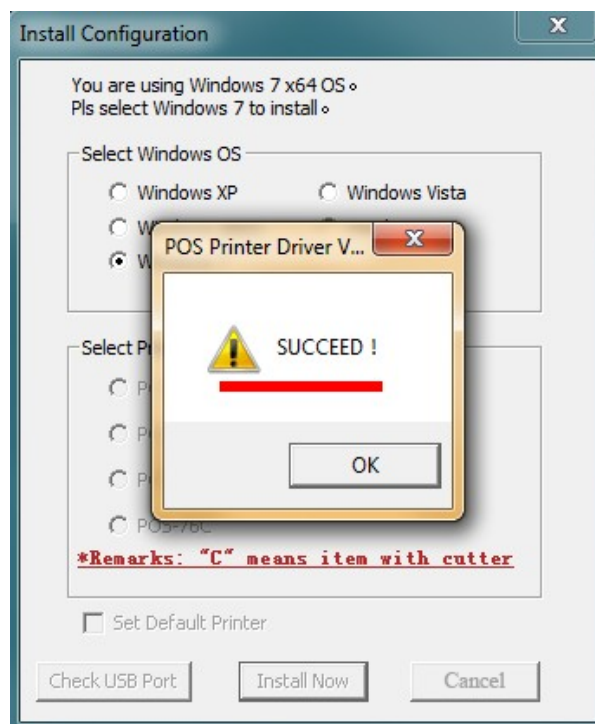 Install Configuration
You are using Windows 7 x64 OS。
Pls select Windows 7 to install。
Select Windows OS
Windows XP
Windows Vista
POS Printer Driver V...
SUCCEED !
OK
*Remarks: "C" means item with cutter
Set Default Printer
Check USB Port
Install Now
Cancel